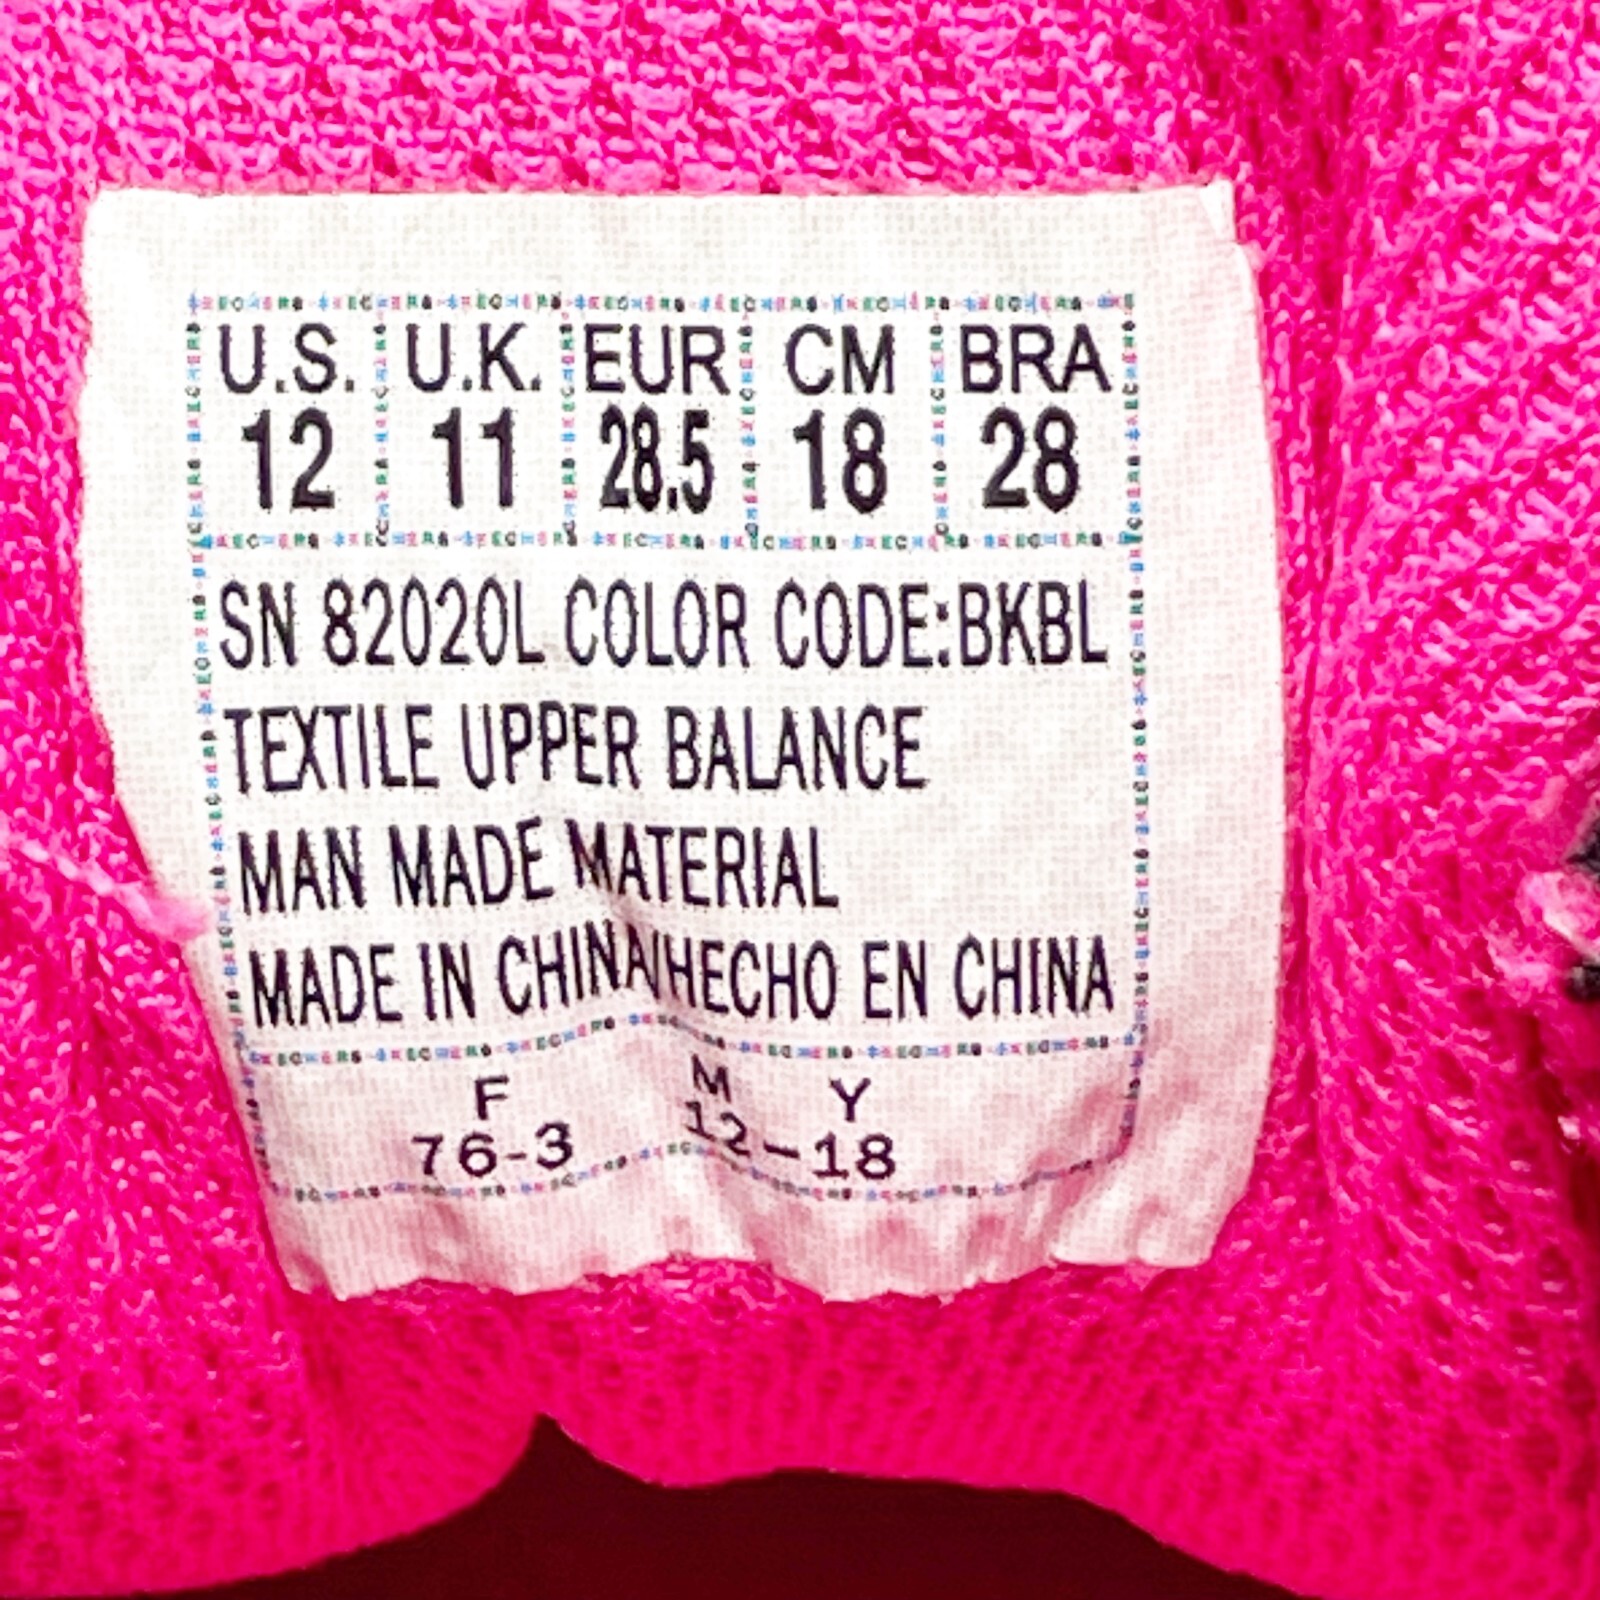 U.S. U.K. EUR CM BRA
12 11 28.5 18 28
SN 82020L COLOR CODE:BKBL
TEXTILE UPPER BALANCE
MAN MADE MATERIAL
MADE IN CHINA/HECHO EN CHINA
F M Y
76-3 12-18